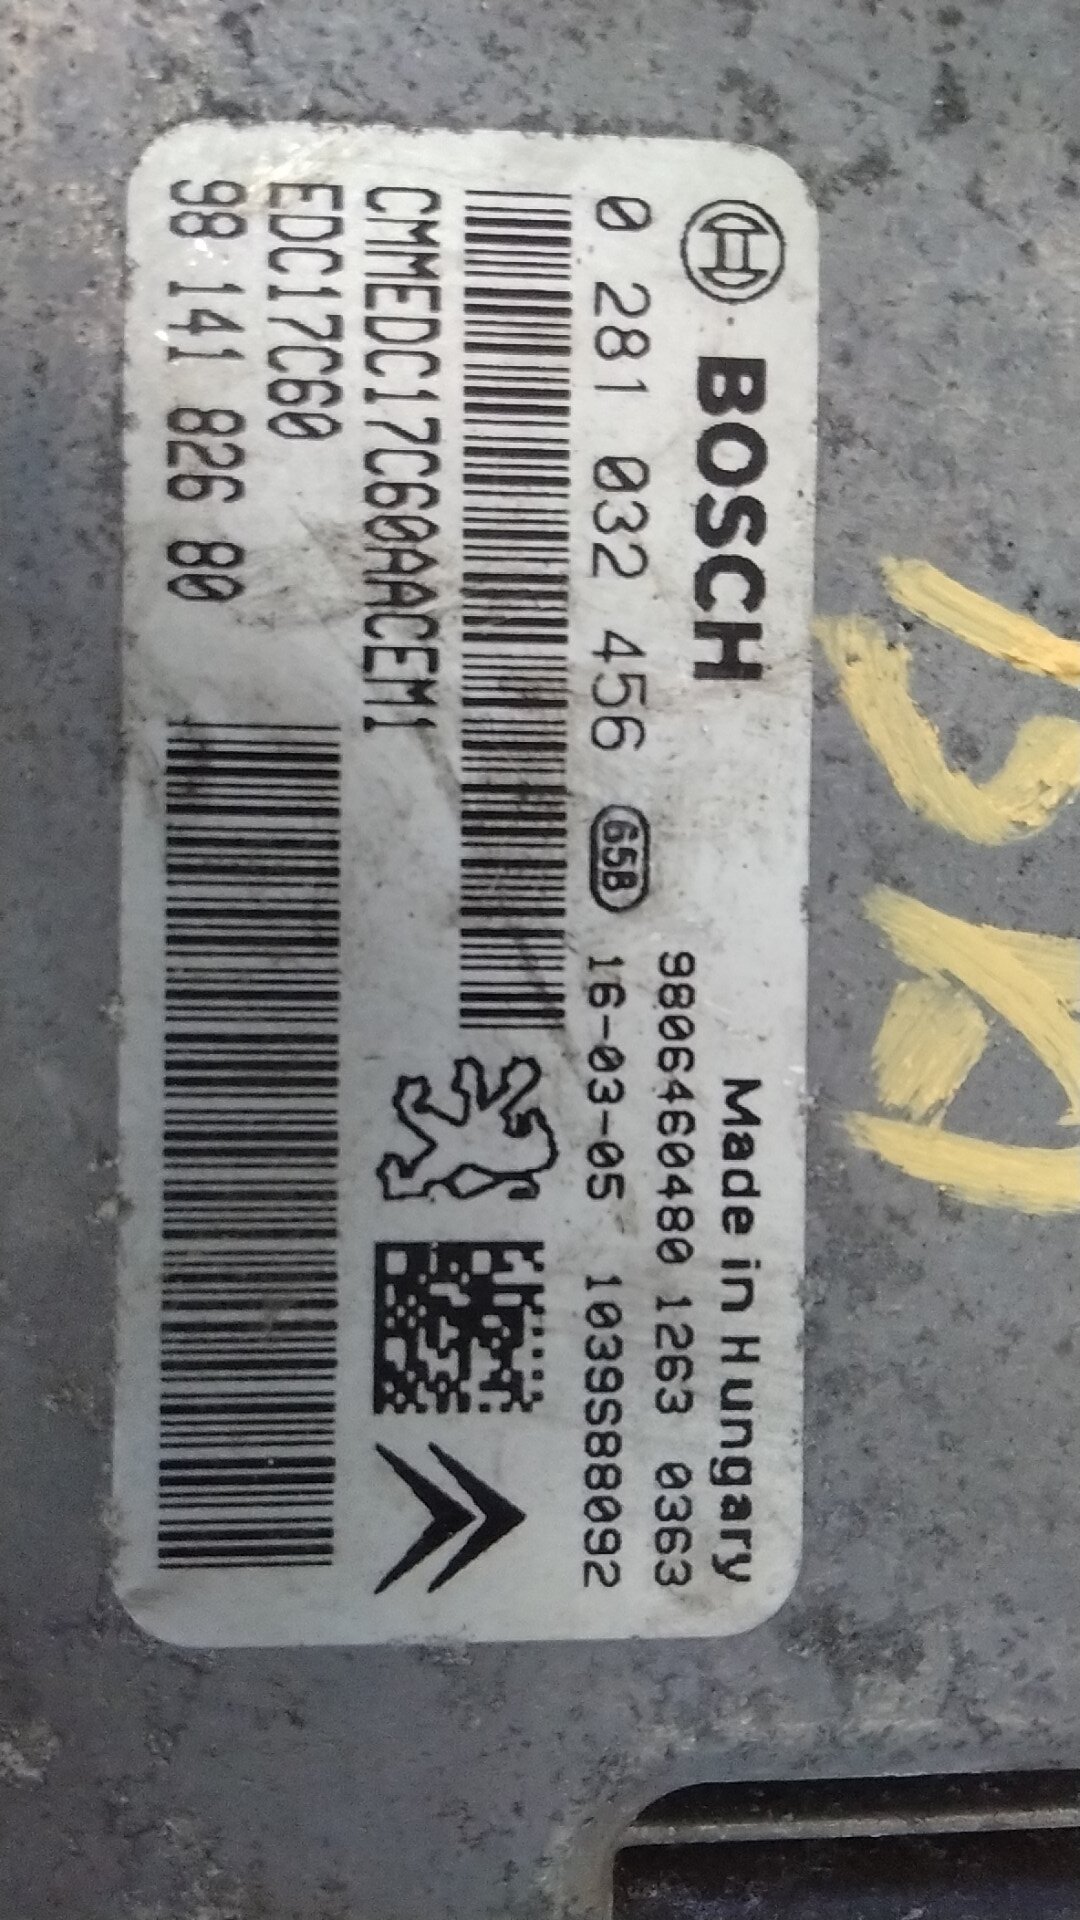 BOSCH
Made in Hungary
9806460480 1263 0363
0 281 032 456 65B 16-03-05 1039S88092
CMMEDC17C60AACEM1
EDC17C60
98 141 826 80